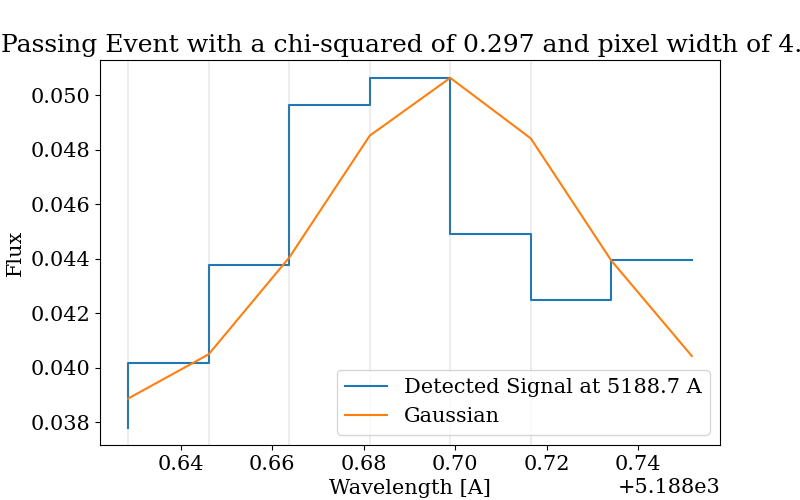 Passing Event with a chi-squared of 0.297 and pixel width of 4.
0.050
0.048
0.046
0.044
0.042
0.040
0.038
Flux
Detected Signal at 5188.7 A
Gaussian
0.64 0.66 0.68 0.70 0.72 0.74
Wavelength [A]
+5.188e3